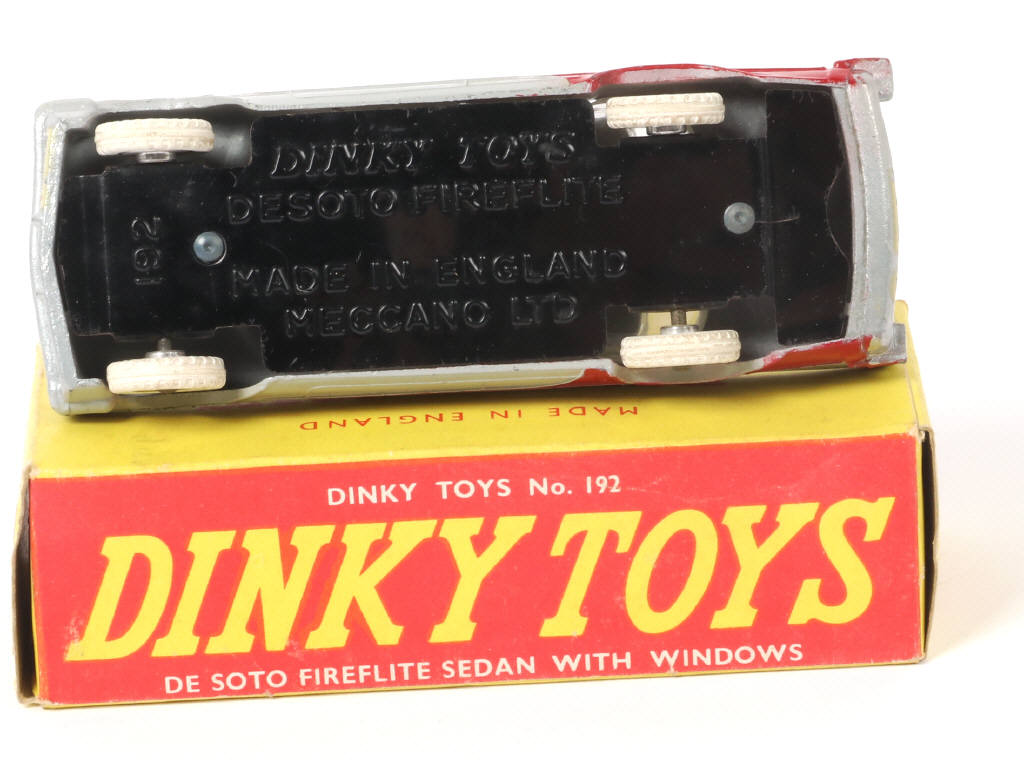 DINKY TOYS
DESOTO FIREFLITE
192
MADE IN ENGLAND
MECCANO LTD
MADE IN ENGLAND
DINKY TOYS No. 192
DINKY TOYS
DE SOTO FIREFLITE SEDAN WITH WINDOWS